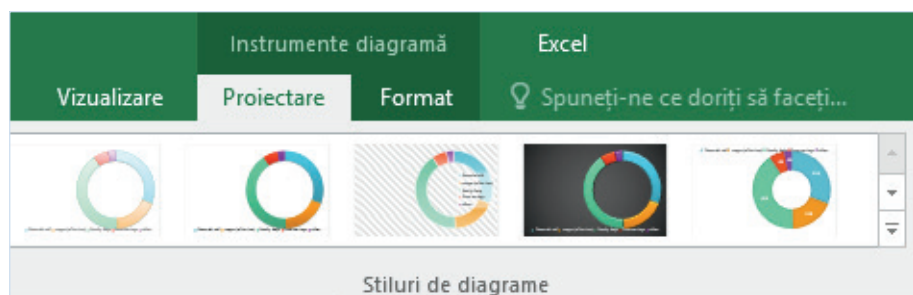 Instrumente diagramă Excel
Vizualizare Proiectare Format Spuneți-ne ce doriți să faceți...
Stiluri de diagrame